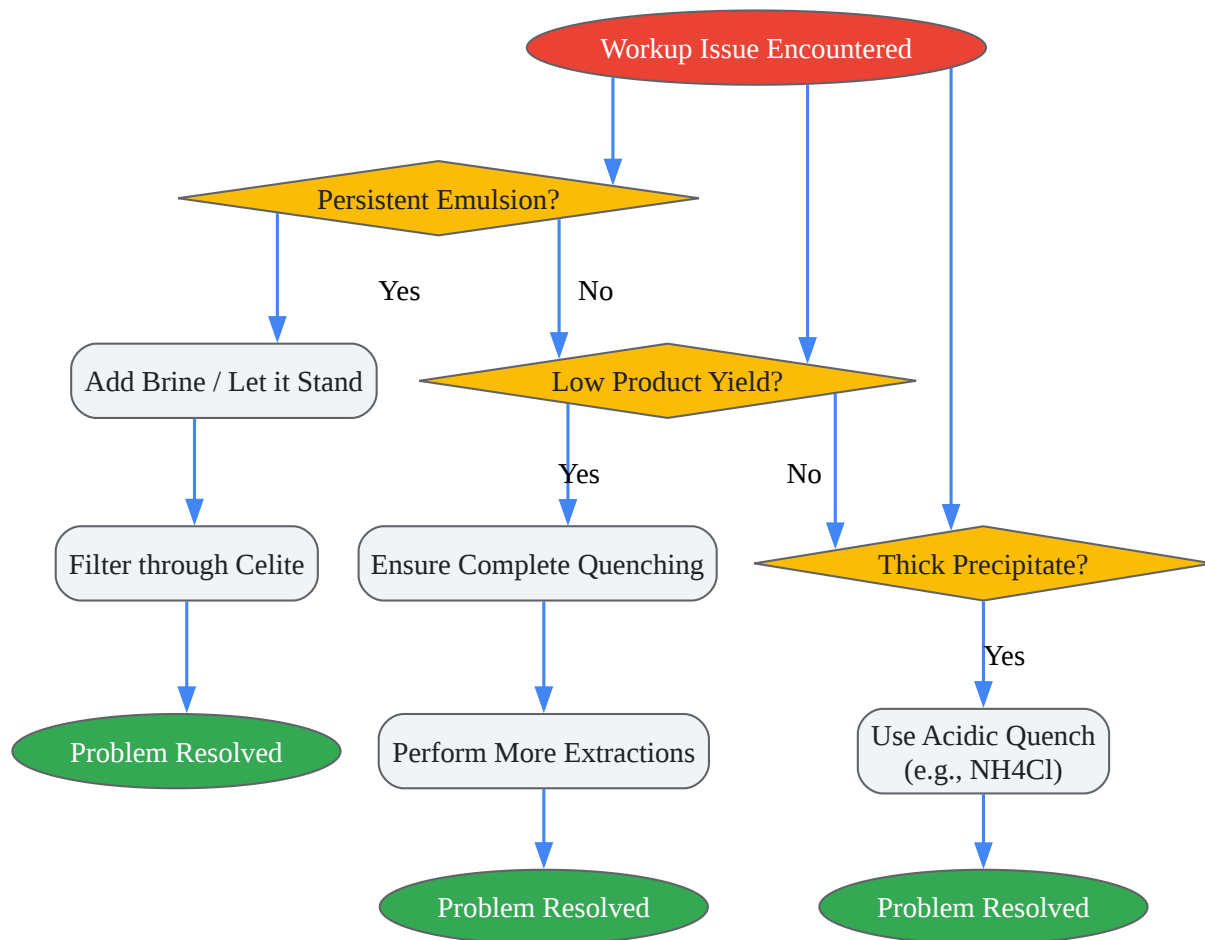 Workup Issue Encountered
Persistent Emulsion?
Yes
No
Add Brine / Let it Stand
Low Product Yield?
Yes
No
Filter through Celite
Ensure Complete Quenching
Thick Precipitate?
Yes
Problem Resolved
Perform More Extractions
Use Acidic Quench
(e.g., NH4Cl)
Problem Resolved
Problem Resolved